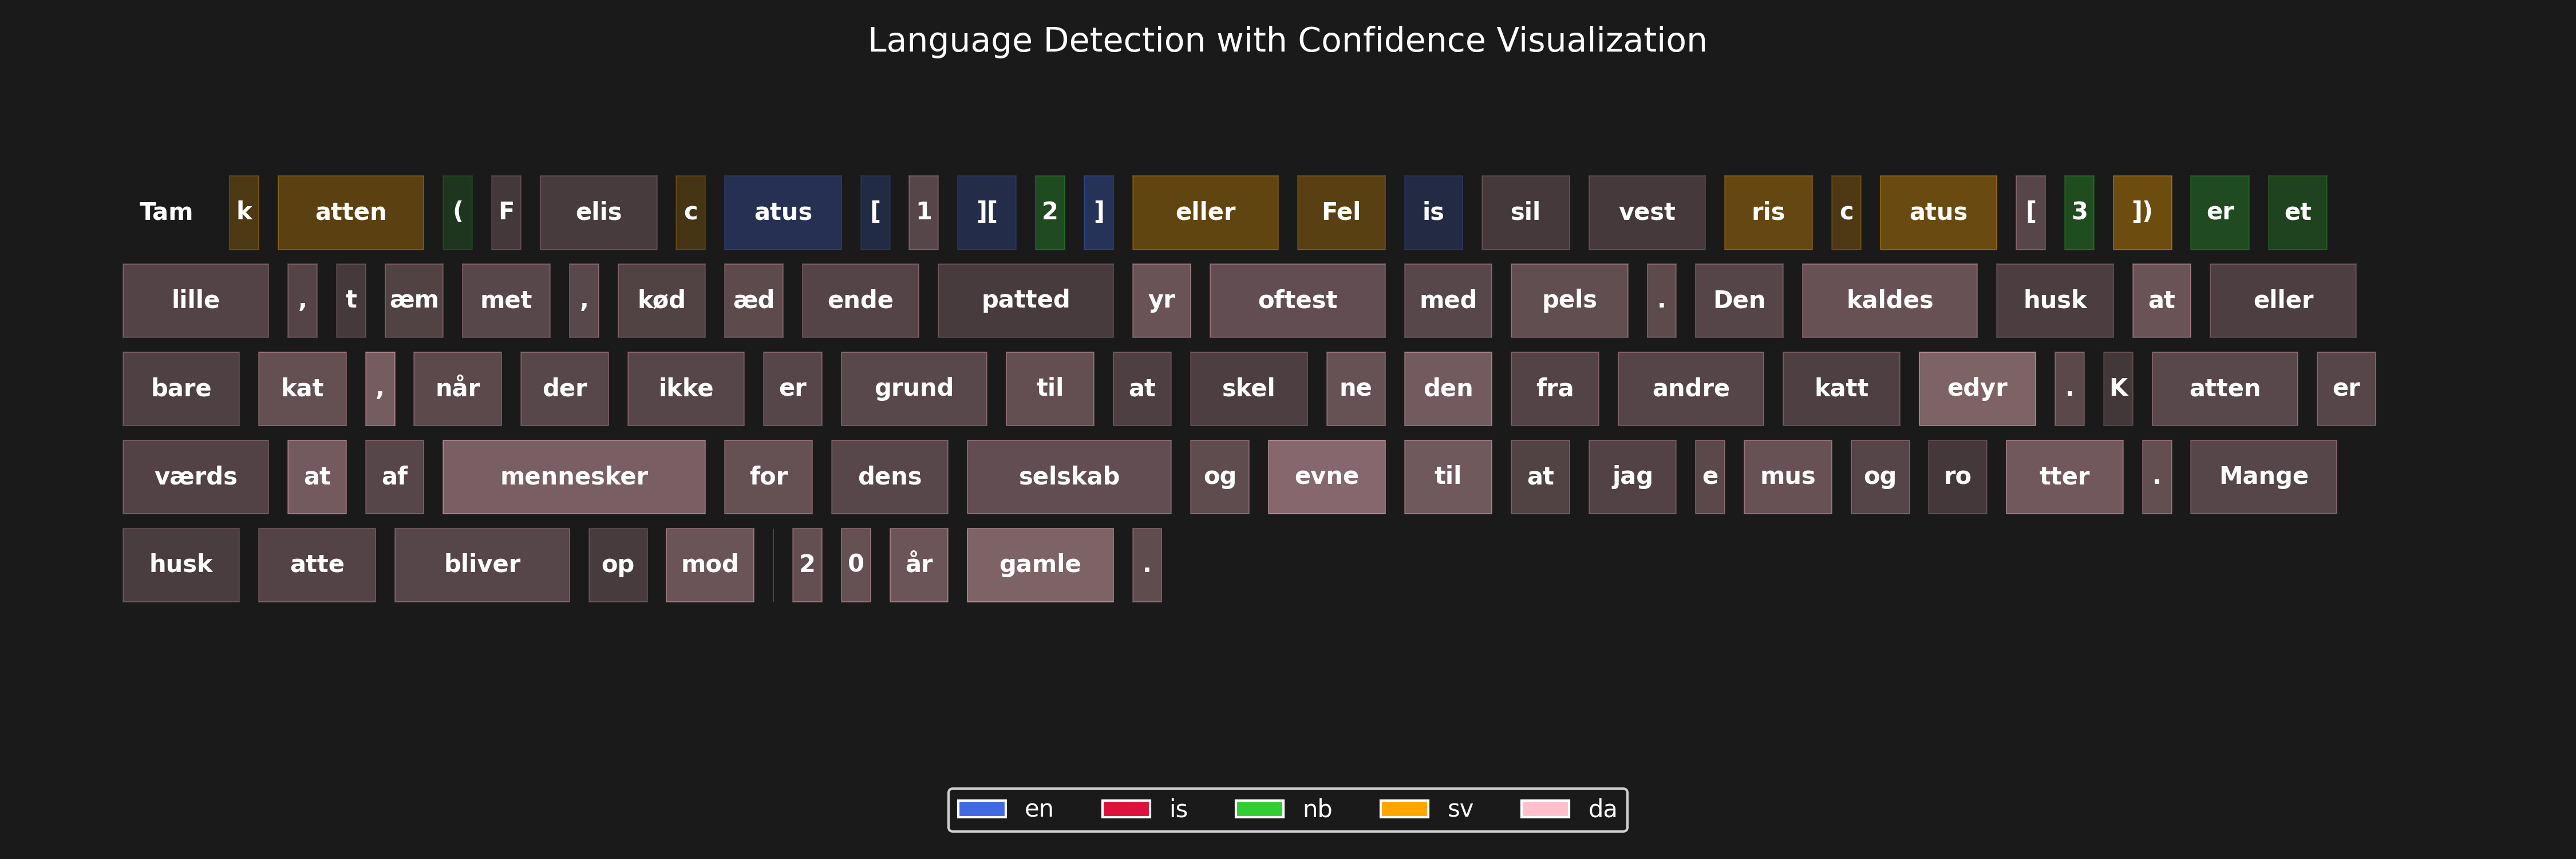 Language Detection with Confidence Visualization
Tam k atten ( F elis c atus [ 1 ][ 2 ] eller Fel is sil vest ris c atus [ 3 ]) er et
lille , t æm met , kød æd ende patted yr oftest med pels . Den kaldes husk at eller
bare kat , når der ikke er grund til at skel ne den fra andre katt edyr . K atten er
værds at af mennesker for dens selskab og evne til at jag e mus og ro tter . Mange
husk atte bliver op mod 2 0 år gamle .
en is nb sv da